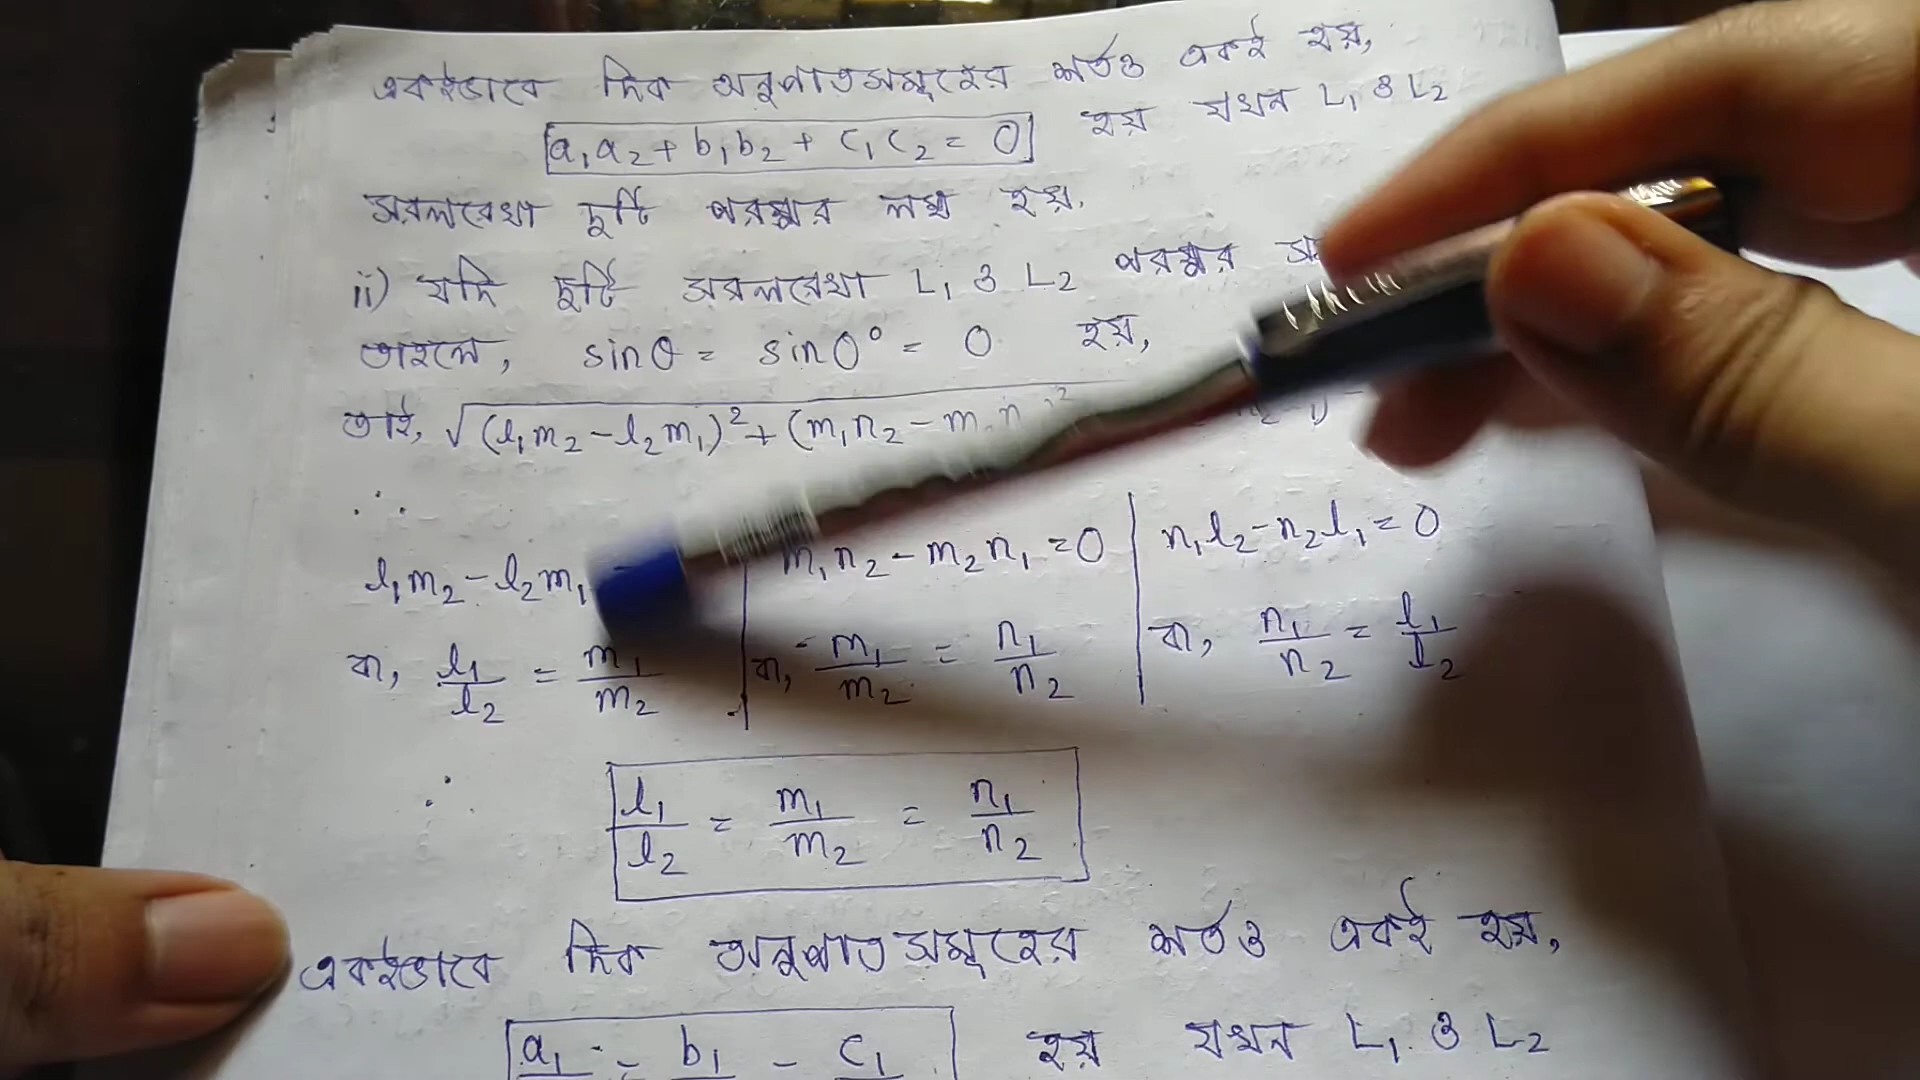 একইভাবে দিক অনুপাতসমূহের শর্তও একই হয়,
a₁a₂ + b₁b₂ + c₁c₂ = 0 হয় যখন L₁ ও L₂
সরলরেখা দুটি পরস্পর লম্ব হয়.
ii) যদি দুটি সরলরেখা L₁ ও L₂ পরস্পর
তাহলে, sinθ = sin0° = 0 হয়,
তাই, √(l₁m₂ - l₂m₁)² + (m₁n₂ - m
∴
l₁m₂ - l₂m₁ | m₁n₂ - m₂n₁ = 0 | n₁l₂ - n₂l₁ = 0
বা, l₁/l₂ = m₁/m₂ | বা, m₁/m₂ = n₁/n₂ | বা, n₁/n₂ = l₁/l₂
∴ l₁/l₂ = m₁/m₂ = n₁/n₂
একইভাবে দিক অনুপাতসমূহের শর্তও একই হয়,
a₁ = b₁ = c₁ হয় যখন L₁ ও L₂